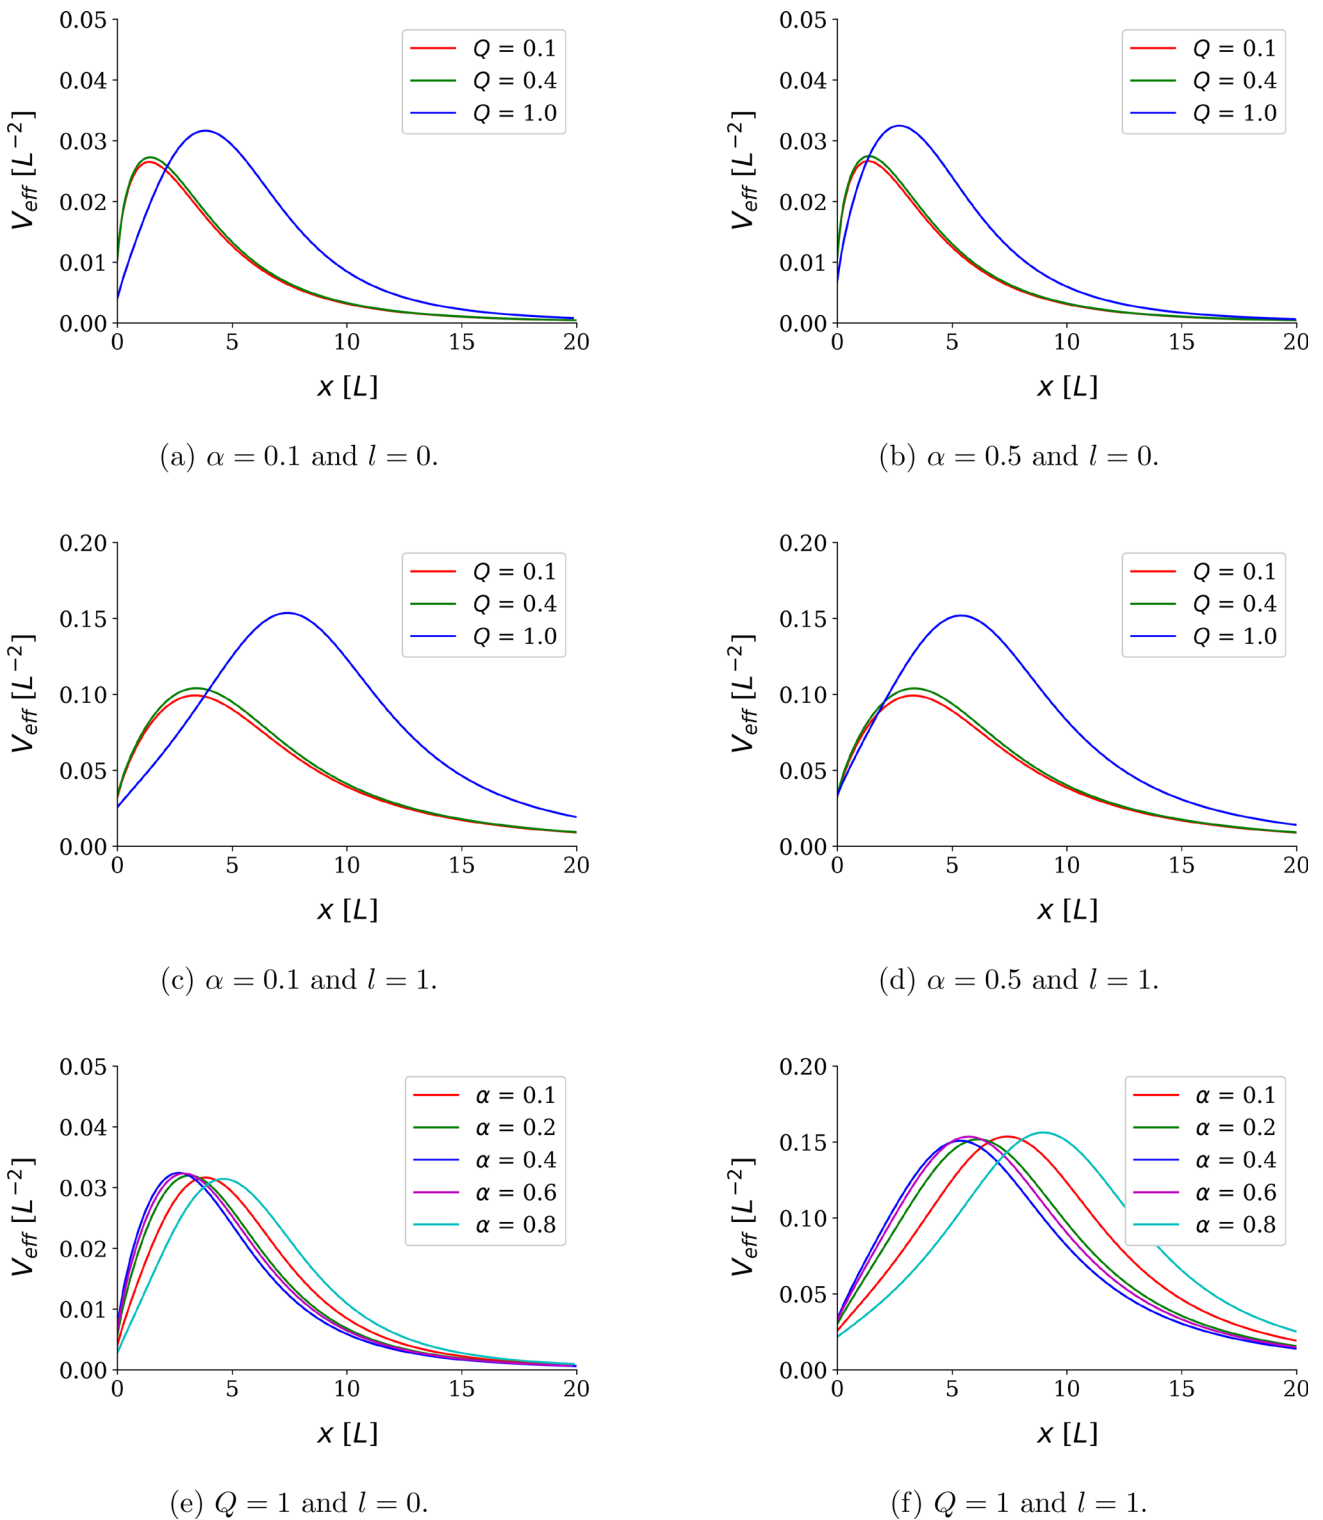 0.05
0.04
0.03
0.02
0.01
0.00
V_eff [L⁻²]
0 5 10 15 20
x [L]
Q = 0.1
Q = 0.4
Q = 1.0
(a) α = 0.1 and l = 0.
0.05
0.04
0.03
0.02
0.01
0.00
V_eff [L⁻²]
0 5 10 15 20
x [L]
Q = 0.1
Q = 0.4
Q = 1.0
(b) α = 0.5 and l = 0.
0.20
0.15
0.10
0.05
0.00
V_eff [L⁻²]
0 5 10 15 20
x [L]
Q = 0.1
Q = 0.4
Q = 1.0
(c) α = 0.1 and l = 1.
0.20
0.15
0.10
0.05
0.00
V_eff [L⁻²]
0 5 10 15 20
x [L]
Q = 0.1
Q = 0.4
Q = 1.0
(d) α = 0.5 and l = 1.
0.05
0.04
0.03
0.02
0.01
0.00
V_eff [L⁻²]
0 5 10 15 20
x [L]
α = 0.1
α = 0.2
α = 0.4
α = 0.6
α = 0.8
(e) Q = 1 and l = 0.
0.20
0.15
0.10
0.05
0.00
V_eff [L⁻²]
0 5 10 15 20
x [L]
α = 0.1
α = 0.2
α = 0.4
α = 0.6
α = 0.8
(f) Q = 1 and l = 1.